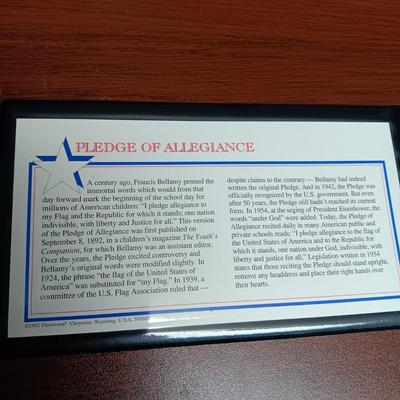 PLEDGE OF ALLEGIANCE
A century ago, Francis Bellamy penned the
immortal words which would from that
day forward mark the beginning of the school day for
millions of American children: "I pledge allegiance to
my Flag and the Republic for which it stands; one nation
indivisible, with liberty and Justice for all." This version
of the Pledge of Allegiance was first published on
September 8, 1892, in a children's magazine The Youth's
Companion, for which Bellamy was an assistant editor.
Over the years, the Pledge excited controversy and
Bellamy's original words were modified slightly. In
1924, the phrase "the flag of the United States of
America" was substituted for "my Flag." In 1939, a
committee of the U.S. Flag Association ruled that —
despite claims to the contrary — Bellamy had indeed
written the original Pledge. And in 1942, the Pledge was
officially recognized by the U.S. government. But even
after 50 years, the Pledge still hadn't reached its current
form. In 1954, at the urging of President Eisenhower, the
words "under God" were added. Today, the Pledge of
Allegiance recited daily in many American public and
private schools reads: "I pledge allegiance to the flag of
the United States of America and to the Republic for
which it stands, one nation under God, indivisible, with
liberty and justice for all." Legislation written in 1954
states that those reciting the Pledge should stand upright,
remove any headdress and place their right hands over
their hearts.
©1992 Fleetwood® Cheyenne, Wyoming, U.S.A.